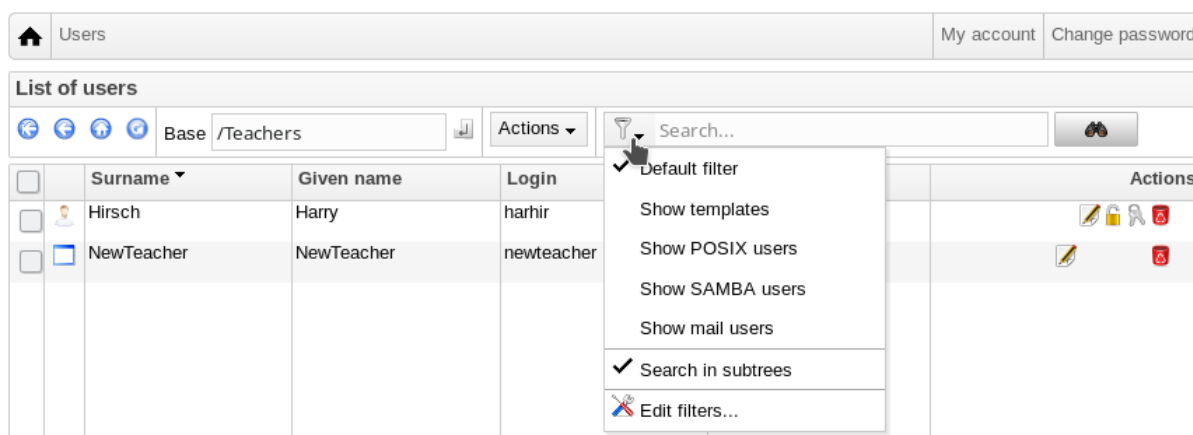 Users My account Change password
List of users
Base /Teachers Actions Search...
Surname Given name Login Actions
Default filter
Show templates
Hirsch Harry harhir
Show POSIX users
NewTeacher NewTeacher newteacher
Show SAMBA users
Show mail users
Search in subtrees
Edit filters...